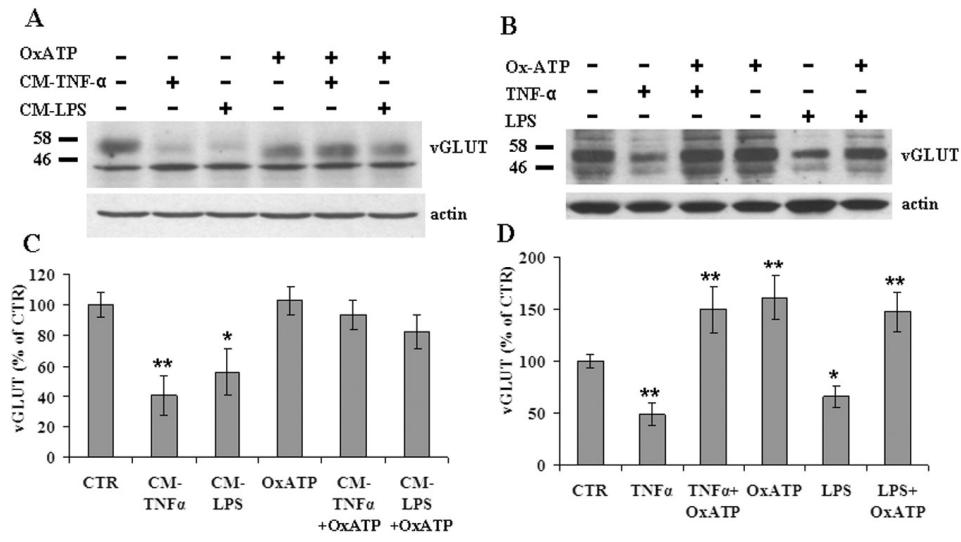 A
OxATP - - - + + +
CM-TNF-α - + - - + -
CM-LPS - - + - - +
58
46
vGLUT
actin
B
Ox-ATP - - + + - +
TNF-α - + + - - -
LPS - - - - + +
58
46
vGLUT
actin
C
vGLUT (% of CTR)
120
100
80
60
40
20
0
**
*
CTR
CM-TNFα
CM-LPS
OxATP
CM-TNFα+OxATP
CM-LPS+OxATP
D
vGLUT (% of CTR)
200
150
100
50
0
**
**
**
*
**
CTR
TNFα
TNFα+OxATP
OxATP
LPS
LPS+OxATP